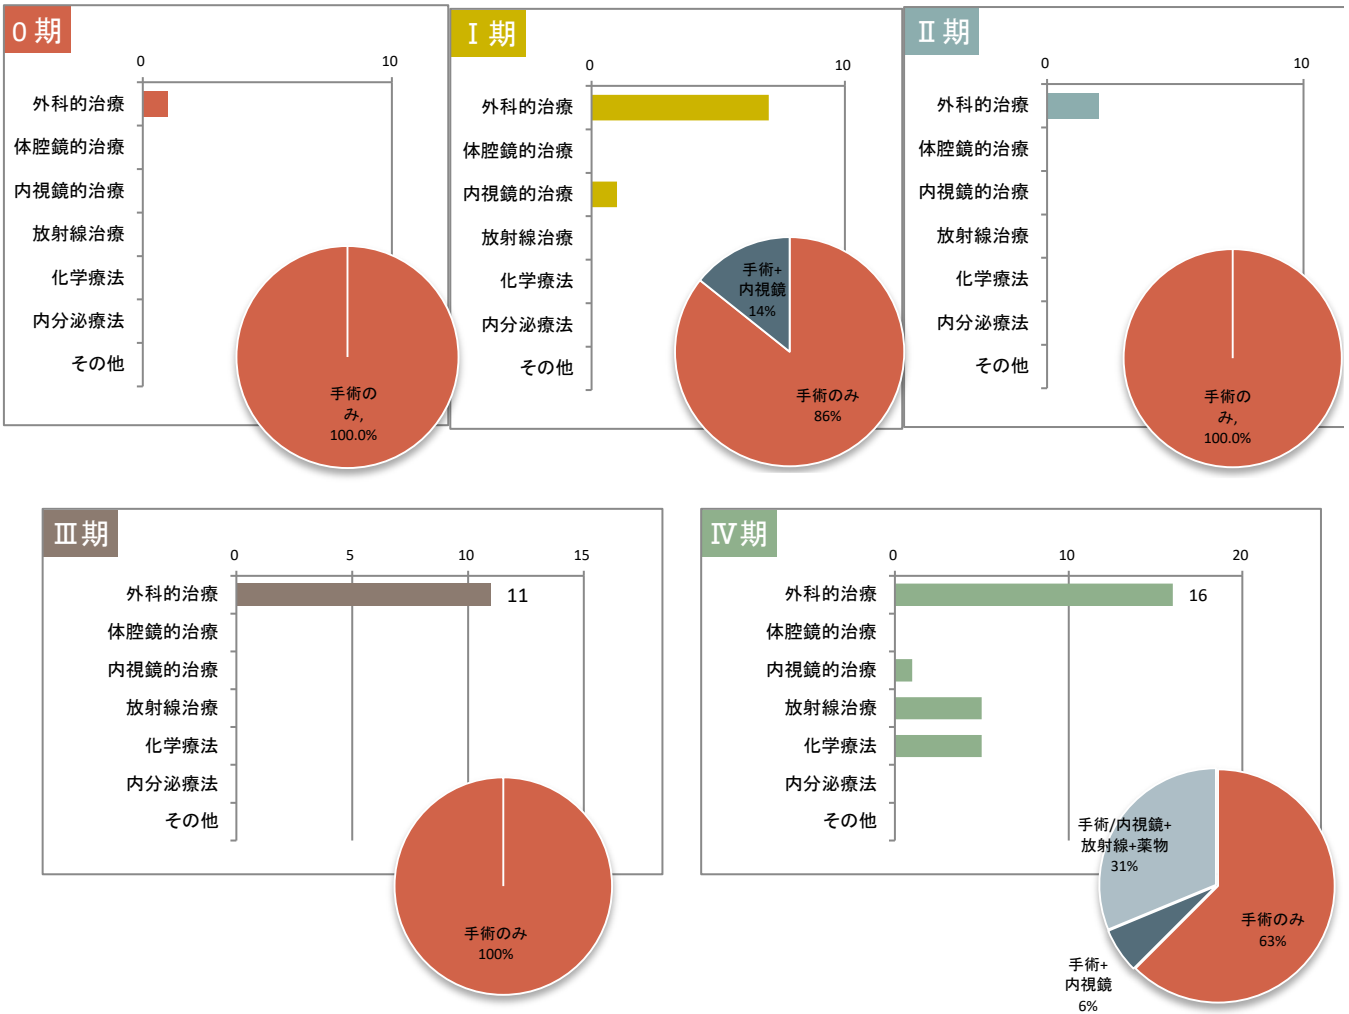 0 期
0
10
外科的治療
体腔鏡的治療
内視鏡的治療
放射線治療
化学療法
内分泌療法
その他
手術の
み,
100.0%
Ⅰ 期
0
10
外科的治療
体腔鏡的治療
内視鏡的治療
放射線治療
化学療法
内分泌療法
その他
手術+
内視鏡
14%
手術のみ
86%
Ⅱ 期
0
10
外科的治療
体腔鏡的治療
内視鏡的治療
放射線治療
化学療法
内分泌療法
その他
手術の
み,
100.0%
Ⅲ期
0
5
10
15
外科的治療
11
体腔鏡的治療
内視鏡的治療
放射線治療
化学療法
内分泌療法
その他
手術のみ
100%
Ⅳ期
0
10
20
外科的治療
16
体腔鏡的治療
内視鏡的治療
放射線治療
化学療法
内分泌療法
その他
手術/内視鏡+
放射線+薬物
31%
手術のみ
63%
手術+
内視鏡
6%